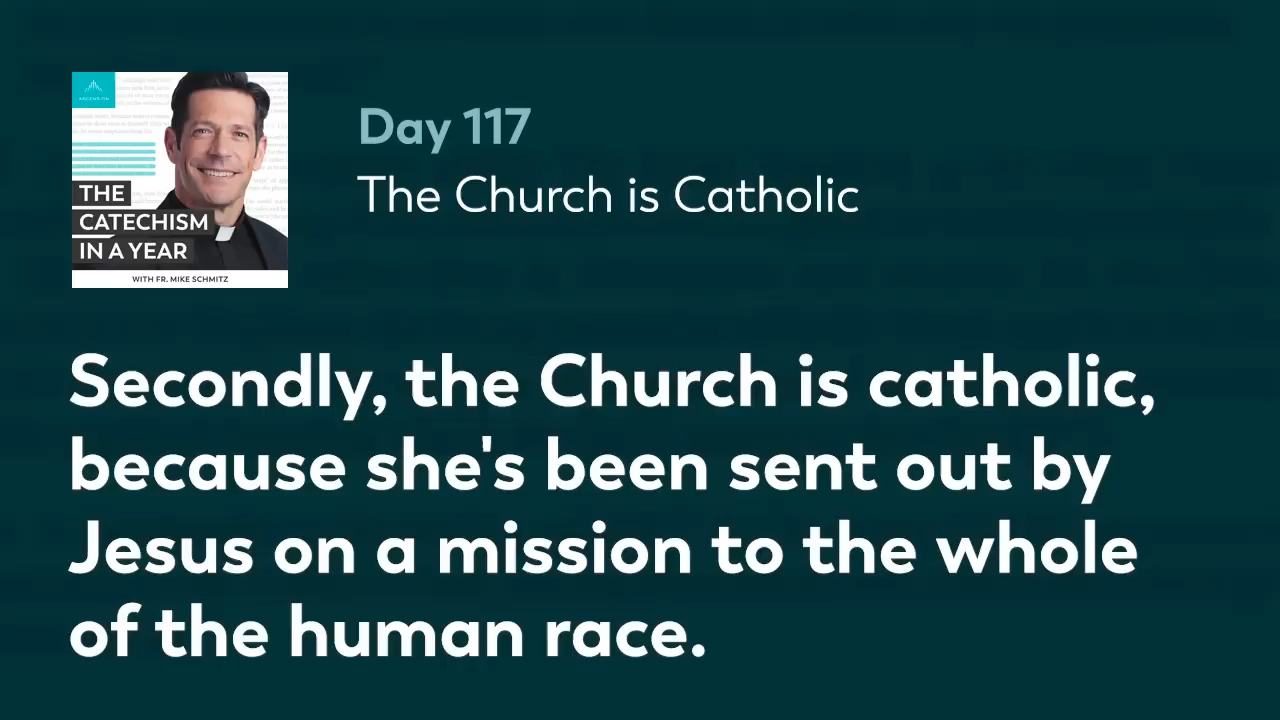 ASCENSION
THE
CATECHISM
IN A YEAR
WITH FR. MIKE SCHMITZ
Day 117
The Church is Catholic
Secondly, the Church is catholic,
because she's been sent out by
Jesus on a mission to the whole
of the human race.